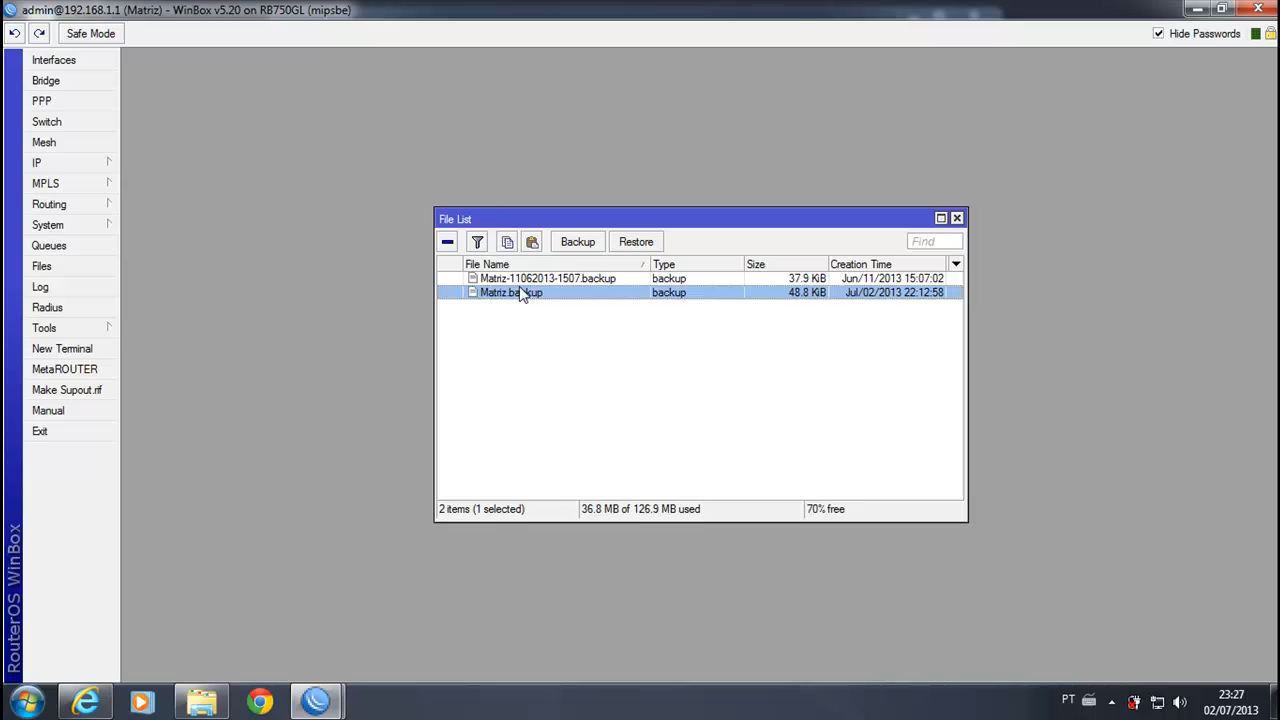 admin@192.168.1.1 (Matriz) - WinBox v5.20 on RB750GL (mipsbe)
Safe Mode
Hide Passwords
Interfaces
Bridge
PPP
Switch
Mesh
IP
MPLS
Routing
System
Queues
Files
Log
Radius
Tools
New Terminal
MetaROUTER
Make Supout.rif
Manual
Exit
RouterOS WinBox
File List
Backup
Restore
Find
File Name / Type Size Creation Time
Matriz-11062013-1507.backup backup 37.9 KiB Jun/11/2013 15:07:02
Matriz.backup backup 48.8 KiB Jul/02/2013 22:12:58
2 items (1 selected) 36.8 MB of 126.9 MB used 70% free
PT
23:27
02/07/2013